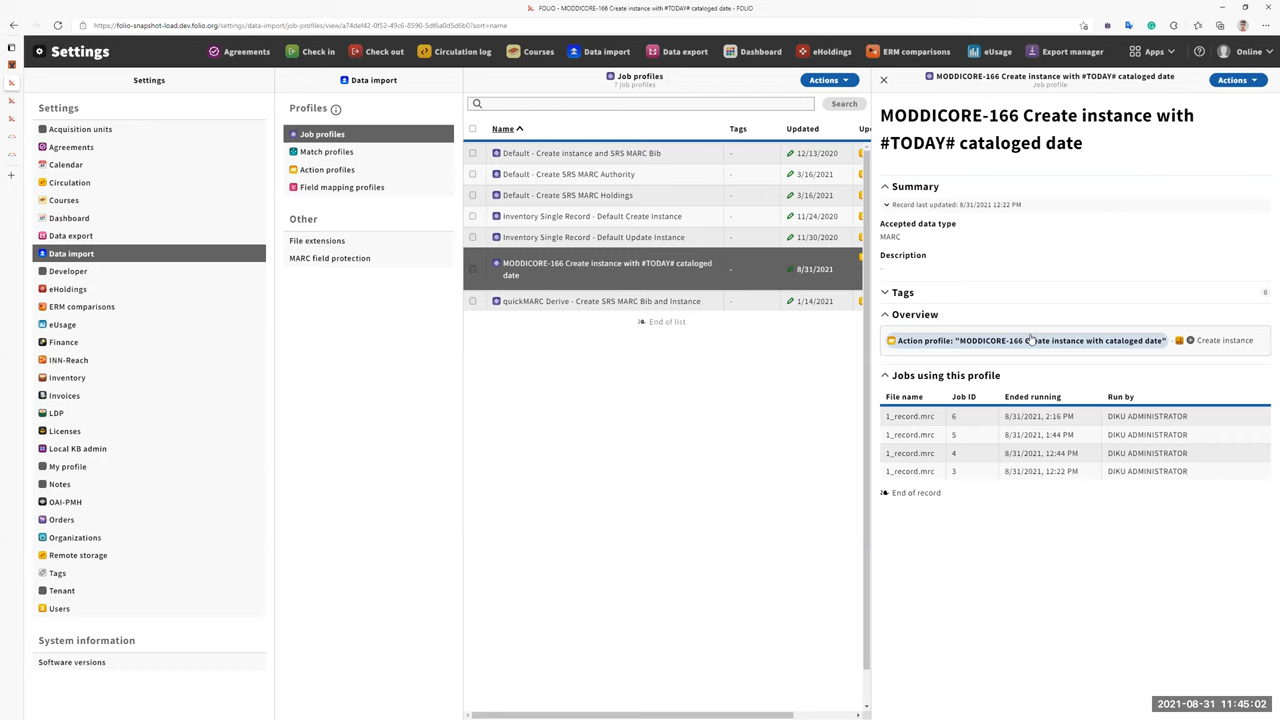 FOLIO - MODDICORE-166 Create instance with #TODAY# cataloged date - FOLIO
https://folio-snapshot-load.dev.folio.org/settings/data-import/job-profiles/view/a74def42-0f52-49c6-8590-5df6a0d5d6b0?sort=name
Settings
Agreements
Check in
Check out
Circulation log
Courses
Data import
Data export
Dashboard
eHoldings
ERM comparisons
eUsage
Export manager
Apps
Online
Settings
Settings
Acquisition units
Agreements
Calendar
Circulation
Courses
Dashboard
Data export
Data import
Developer
eHoldings
ERM comparisons
eUsage
Finance
INN-Reach
Inventory
Invoices
LDP
Licenses
Local KB admin
My profile
Notes
OAI-PMH
Orders
Organizations
Remote storage
Tags
Tenant
Users
System information
Software versions
Data import
Profiles
Job profiles
Match profiles
Action profiles
Field mapping profiles
Other
File extensions
MARC field protection
Job profiles
7 job profiles
Actions
Search
Name Tags Updated Up
Default - Create instance and SRS MARC Bib - 12/13/2020
Default - Create SRS MARC Authority - 3/16/2021
Default - Create SRS MARC Holdings - 3/16/2021
Inventory Single Record - Default Create Instance - 11/24/2020
Inventory Single Record - Default Update Instance - 11/30/2020
MODDICORE-166 Create instance with #TODAY# cataloged
date - 8/31/2021
quickMARC Derive - Create SRS MARC Bib and Instance - 1/14/2021
End of list
MODDICORE-166 Create instance with #TODAY# cataloged date
Job profile
Actions
MODDICORE-166 Create instance with
#TODAY# cataloged date
Summary
Record last updated: 8/31/2021 12:22 PM
Accepted data type
MARC
Description
-
Tags 0
Overview
Action profile: "MODDICORE-166 Create instance with cataloged date" - Create instance
Jobs using this profile
File name Job ID Ended running Run by
1_record.mrc 6 8/31/2021, 2:16 PM DIKU ADMINISTRATOR
1_record.mrc 5 8/31/2021, 1:44 PM DIKU ADMINISTRATOR
1_record.mrc 4 8/31/2021, 12:44 PM DIKU ADMINISTRATOR
1_record.mrc 3 8/31/2021, 12:22 PM DIKU ADMINISTRATOR
End of record
2021-08-31 11:45:02